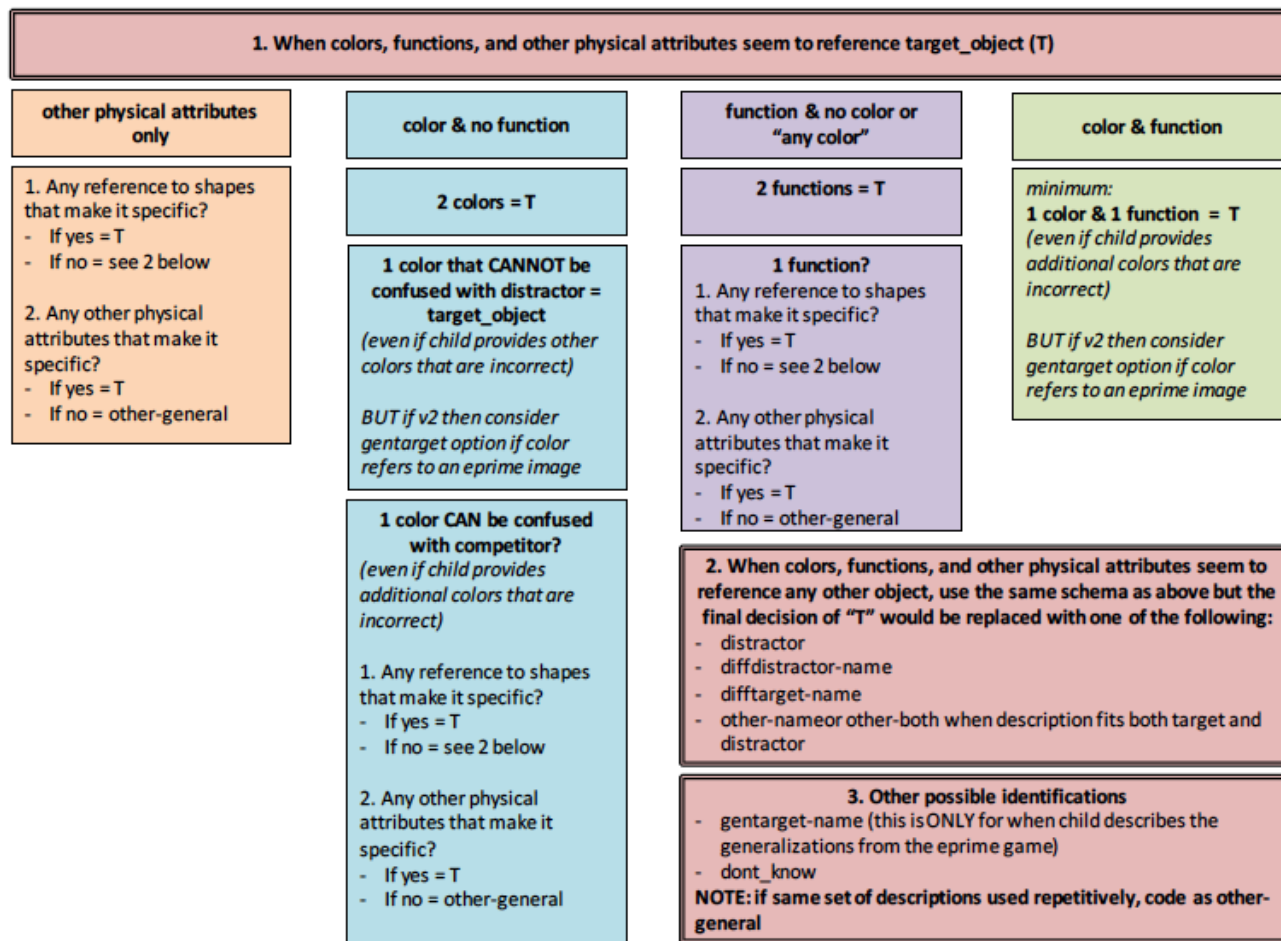 1. When colors, functions, and other physical attributes seem to reference target_object (T)
other physical attributes
only
1. Any reference to shapes
that make it specific?
- If yes = T
- If no = see 2 below
2. Any other physical
attributes that make it
specific?
- If yes = T
- If no = other-general
color & no function
2 colors = T
1 color that CANNOT be
confused with distractor =
target_object
(even if child provides other
colors that are incorrect)
BUT if v2 then consider
gentarget option if color
refers to an eprime image
1 color CAN be confused
with competitor?
(even if child provides
additional colors that are
incorrect)
1. Any reference to shapes
that make it specific?
- If yes = T
- If no = see 2 below
2. Any other physical
attributes that make it
specific?
- If yes = T
- If no = other-general
function & no color or
“any color”
2 functions = T
1 function?
1. Any reference to shapes
that make it specific?
- If yes = T
- If no = see 2 below
2. Any other physical
attributes that make it
specific?
- If yes = T
- If no = other-general
color & function
minimum:
1 color & 1 function = T
(even if child provides
additional colors that are
incorrect)
BUT if v2 then consider
gentarget option if color
refers to an eprime image
2. When colors, functions, and other physical attributes seem to
reference any other object, use the same schema as above but the
final decision of “T” would be replaced with one of the following:
- distractor
- diffdistractor-name
- difftarget-name
- other-nameor other-both when description fits both target and
distractor
3. Other possible identifications
- gentarget-name (this is ONLY for when child describes the
generalizations from the eprime game)
- dont_know
NOTE: if same set of descriptions used repetitively, code as other-
general